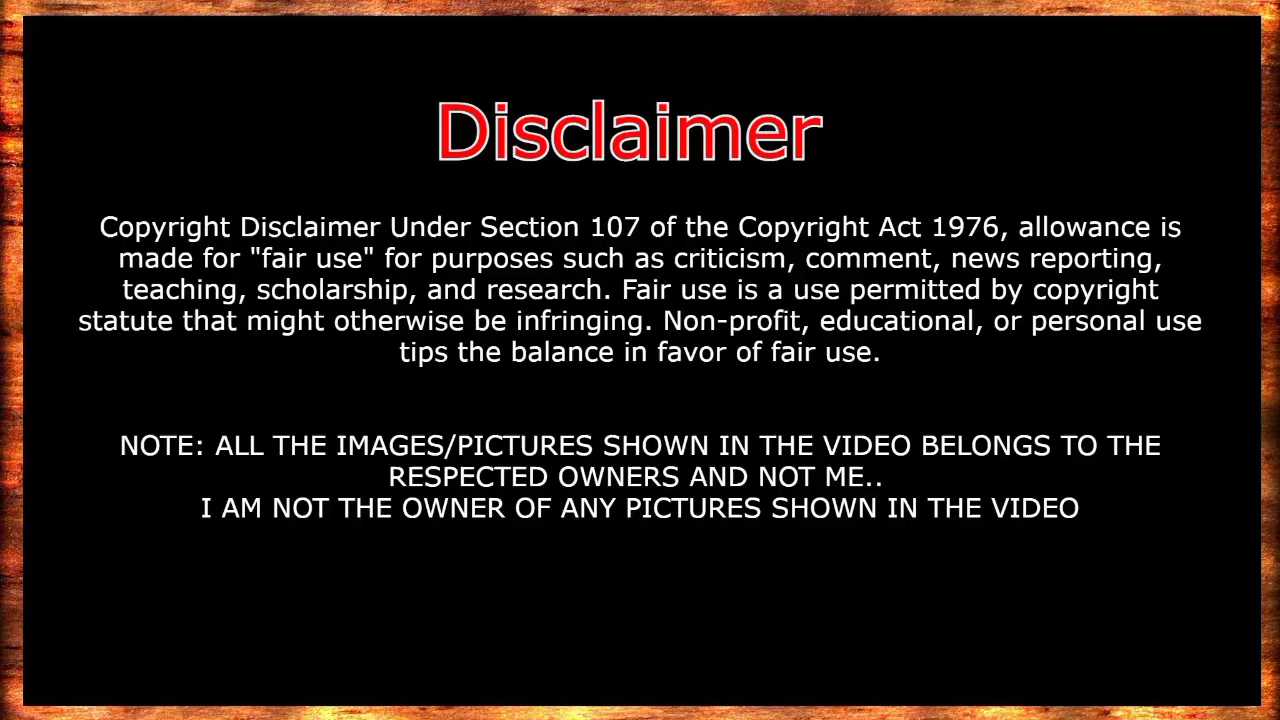 Disclaimer
Copyright Disclaimer Under Section 107 of the Copyright Act 1976, allowance is
made for "fair use" for purposes such as criticism, comment, news reporting,
teaching, scholarship, and research. Fair use is a use permitted by copyright
statute that might otherwise be infringing. Non-profit, educational, or personal use
tips the balance in favor of fair use.
NOTE: ALL THE IMAGES/PICTURES SHOWN IN THE VIDEO BELONGS TO THE
RESPECTED OWNERS AND NOT ME..
I AM NOT THE OWNER OF ANY PICTURES SHOWN IN THE VIDEO